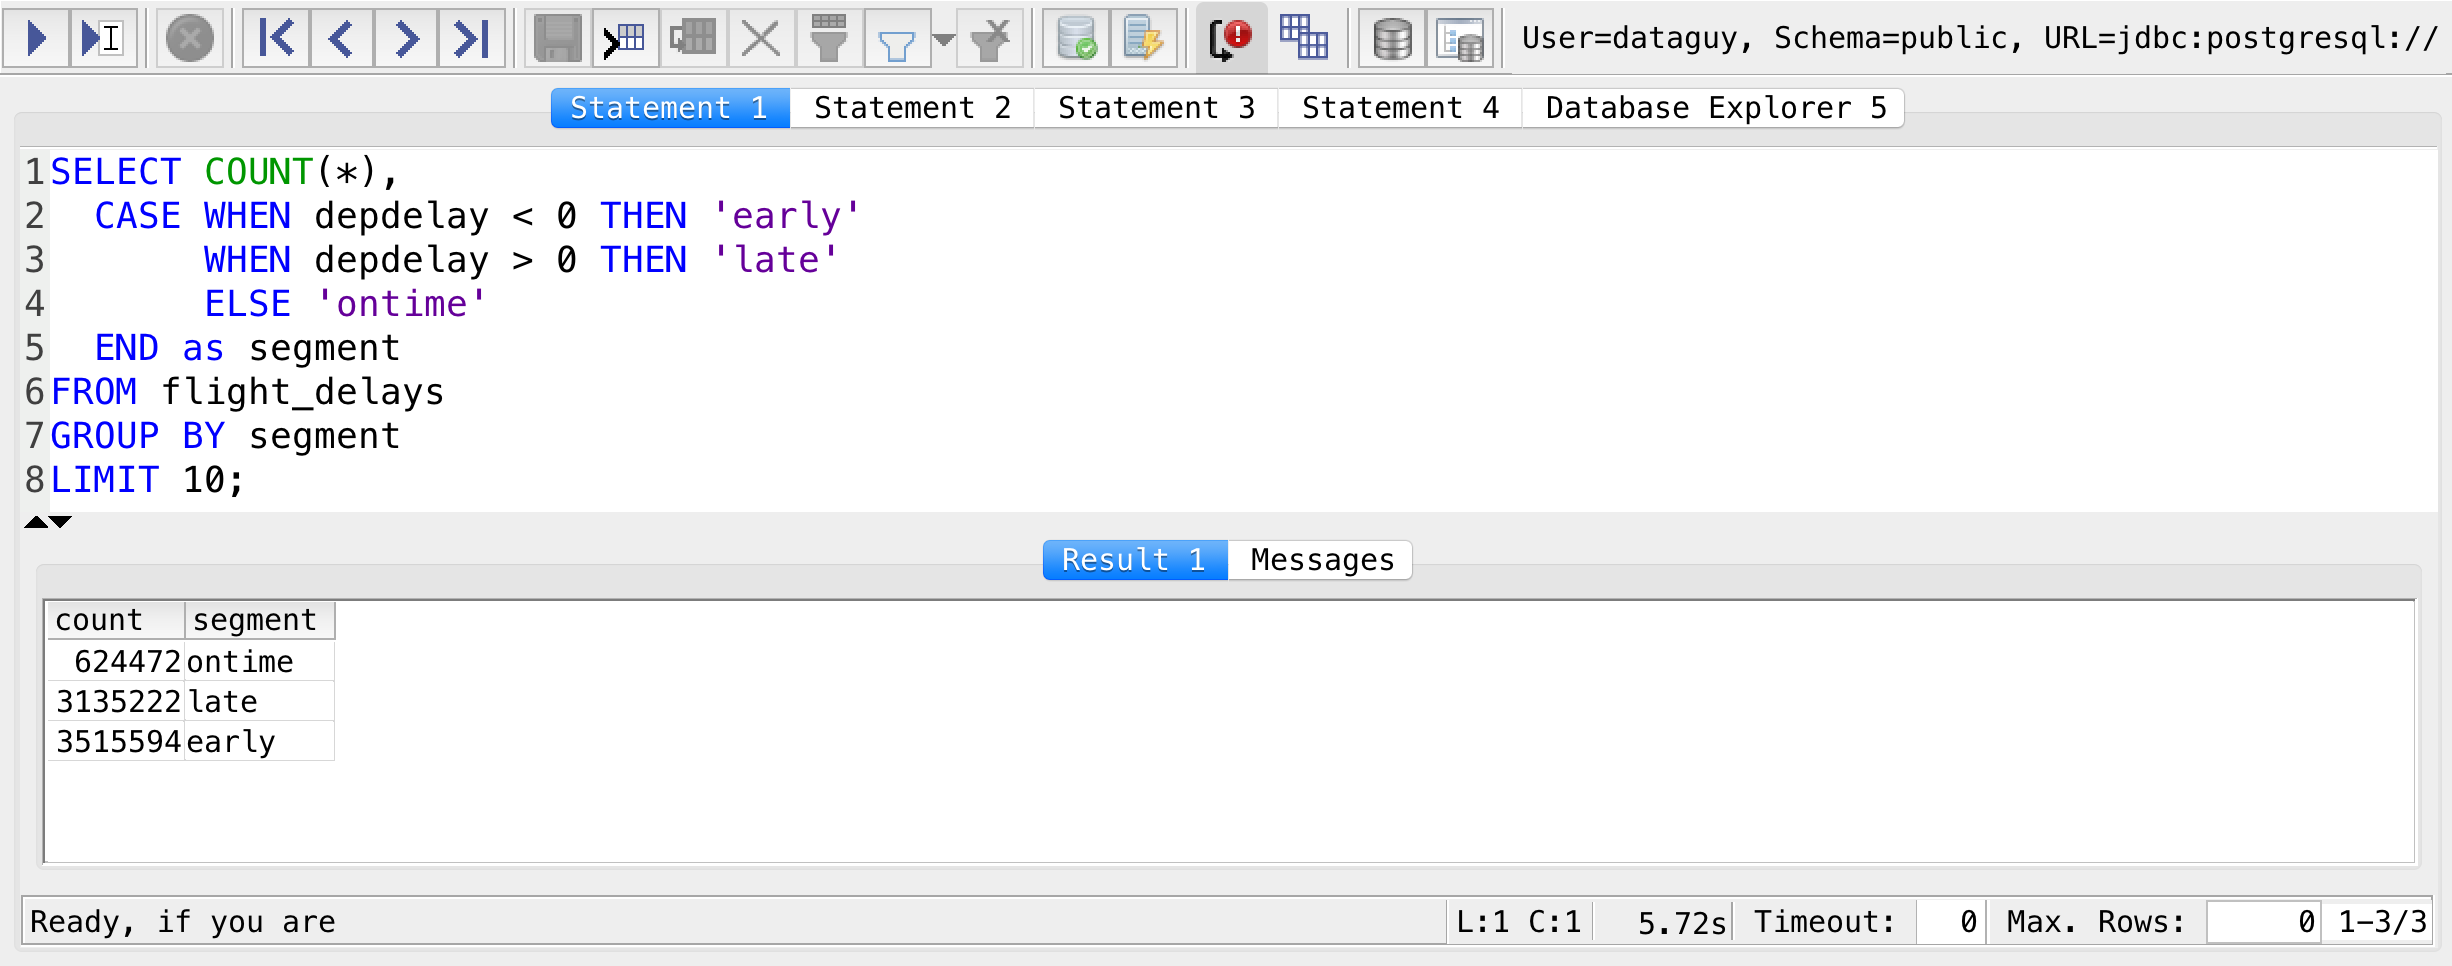 User=dataguy, Schema=public, URL=jdbc:postgresql://
Statement 1 Statement 2 Statement 3 Statement 4 Database Explorer 5
1 SELECT COUNT(*),
2   CASE WHEN depdelay < 0 THEN 'early'
3        WHEN depdelay > 0 THEN 'late'
4        ELSE 'ontime'
5   END as segment
6 FROM flight_delays
7 GROUP BY segment
8 LIMIT 10;
Result 1 Messages
count segment
624472 ontime
3135222 late
3515594 early
Ready, if you are L:1 C:1 5.72s Timeout: 0 Max. Rows: 0 1-3/3